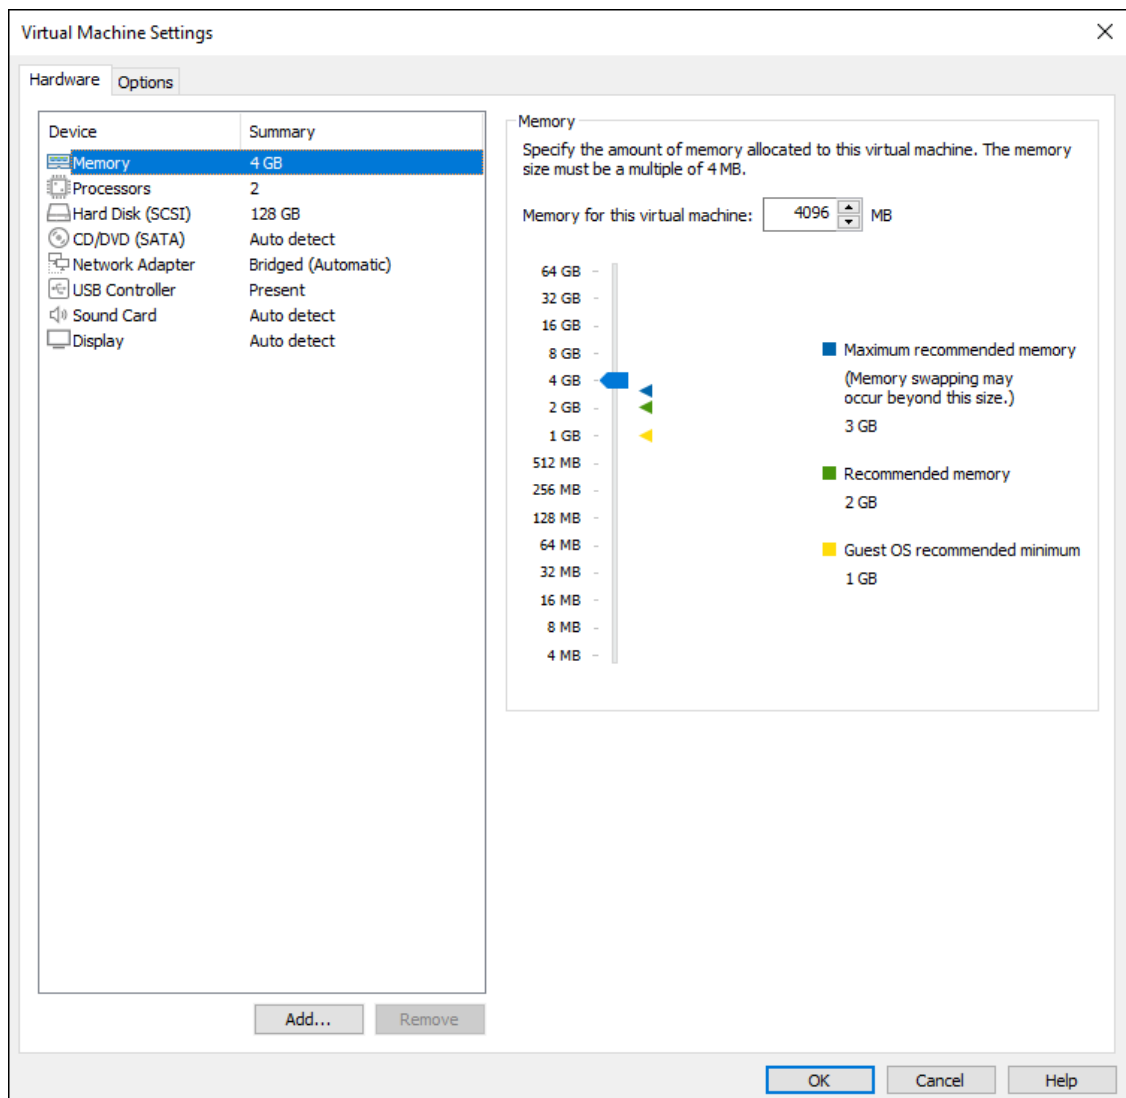 Virtual Machine Settings
Hardware
Options
Device Summary
Memory 4 GB
Processors 2
Hard Disk (SCSI) 128 GB
CD/DVD (SATA) Auto detect
Network Adapter Bridged (Automatic)
USB Controller Present
Sound Card Auto detect
Display Auto detect
Add...
Remove
Memory
Specify the amount of memory allocated to this virtual machine. The memory
size must be a multiple of 4 MB.
Memory for this virtual machine: 4096 MB
64 GB
32 GB
16 GB
8 GB
4 GB
2 GB
1 GB
512 MB
256 MB
128 MB
64 MB
32 MB
16 MB
8 MB
4 MB
Maximum recommended memory
(Memory swapping may
occur beyond this size.)
3 GB
Recommended memory
2 GB
Guest OS recommended minimum
1 GB
OK
Cancel
Help